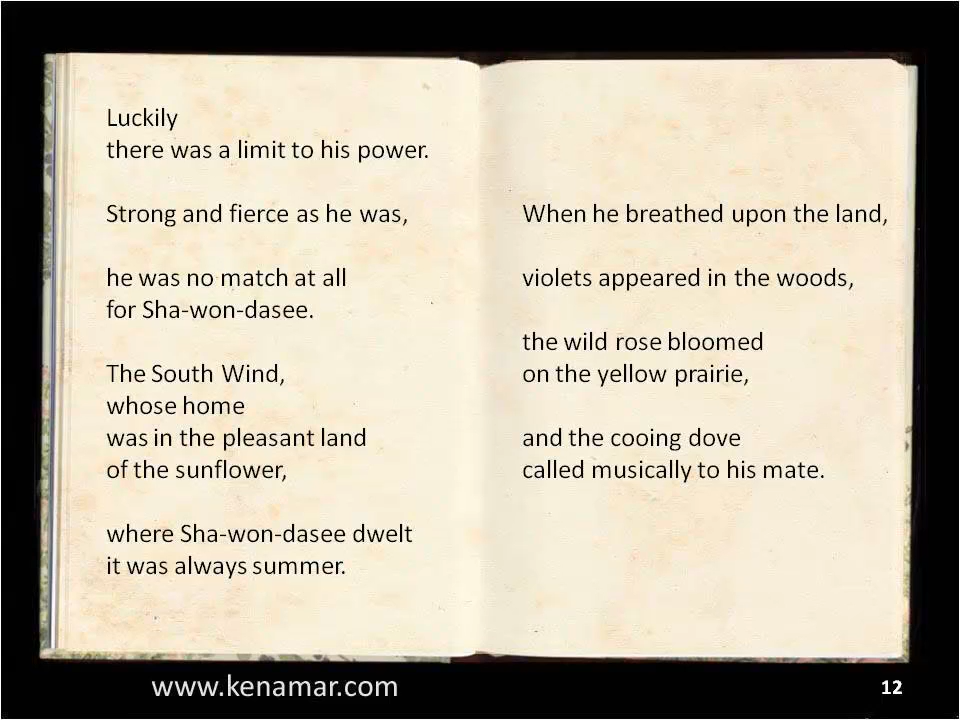 Luckily
there was a limit to his power.
Strong and fierce as he was,
he was no match at all
for Sha-won-dasee.
The South Wind,
whose home
was in the pleasant land
of the sunflower,
where Sha-won-dasee dwelt
it was always summer.
When he breathed upon the land,
violets appeared in the woods,
the wild rose bloomed
on the yellow prairie,
and the cooing dove
called musically to his mate.
www.kenamar.com
12